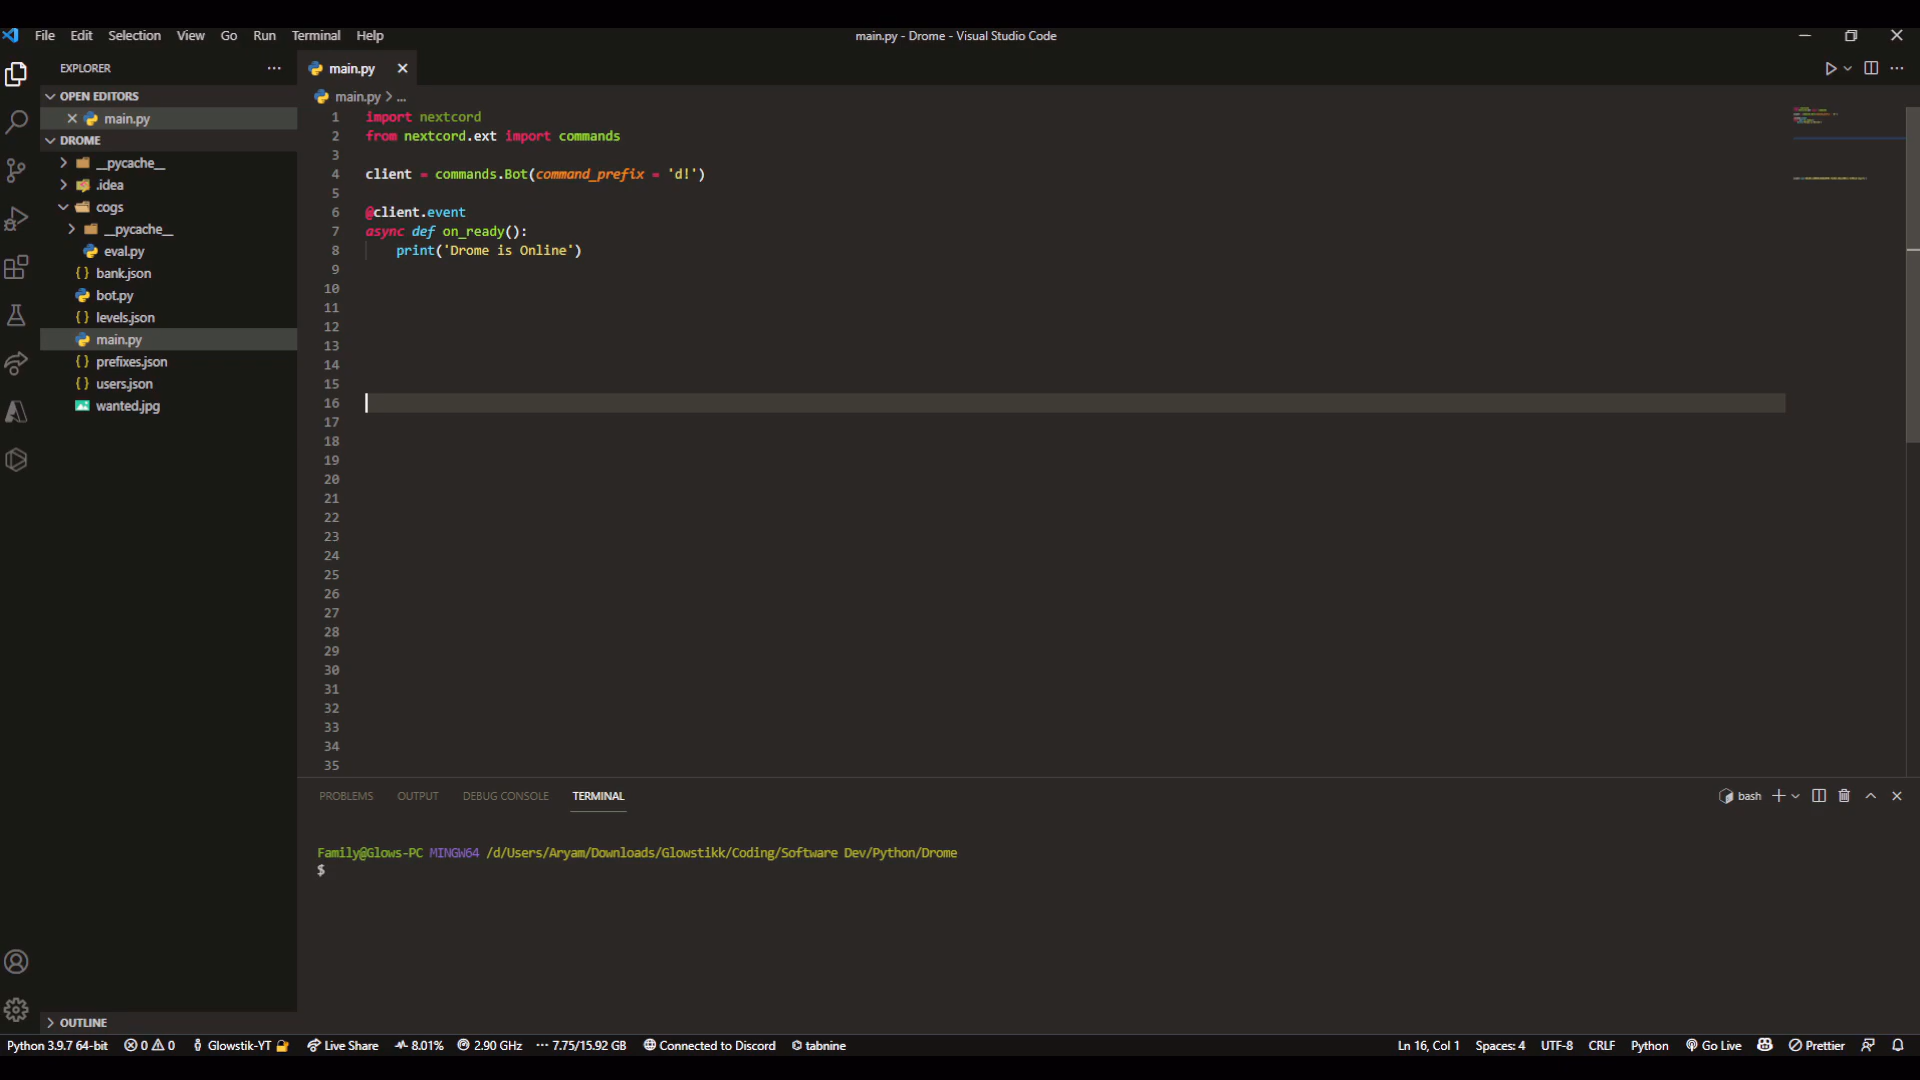 File Edit Selection View Go Run Terminal Help
main.py - Drome - Visual Studio Code
EXPLORER
OPEN EDITORS
main.py
DROME
__pycache__
.idea
cogs
__pycache__
eval.py
bank.json
bot.py
levels.json
main.py
prefixes.json
users.json
wanted.jpg
OUTLINE
main.py
main.py > ...
1 import nextcord
2 from nextcord.ext import commands
3
4 client = commands.Bot(command_prefix = 'd!')
5
6 @client.event
7 async def on_ready():
8 print('Drome is Online')
9
10
11
12
13
14
15
16
17
18
19
20
21
22
23
24
25
26
27
28
29
30
31
32
33
34
35
PROBLEMS OUTPUT DEBUG CONSOLE TERMINAL
bash
Family@Glows-PC MINGW64 /d/Users/Aryam/Downloads/Glowstikk/Coding/Software Dev/Python/Drome
$
Python 3.9.7 64-bit 0 0 Glowstik-YT Live Share 8.01% 2.90 GHz 7.75/15.92 GB Connected to Discord tabnine Ln 16, Col 1 Spaces: 4 UTF-8 CRLF Python Go Live Prettier